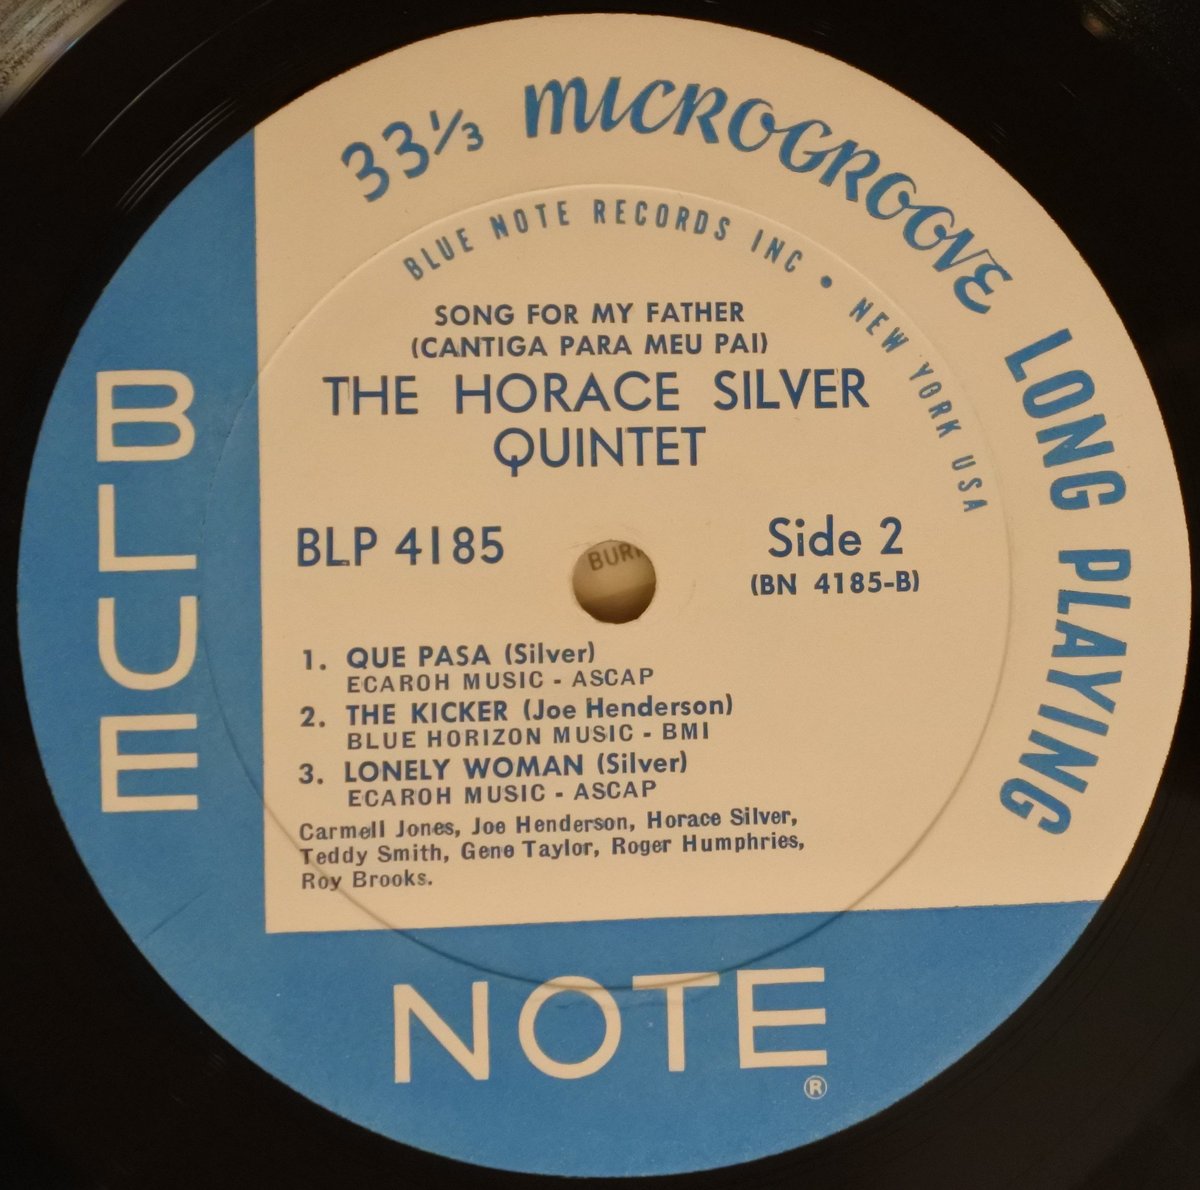 33⅓ MICROGROOVE LONG PLAYING
BLUE NOTE RECORDS INC • NEW YORK USA
SONG FOR MY FATHER
(CANTIGA PARA MEU PAI)
THE HORACE SILVER
QUINTET
BLP 4185
Side 2
(BN 4185-B)
1. QUE PASA (Silver)
ECAROH MUSIC - ASCAP
2. THE KICKER (Joe Henderson)
BLUE HORIZON MUSIC - BMI
3. LONELY WOMAN (Silver)
ECAROH MUSIC - ASCAP
Carmell Jones, Joe Henderson, Horace Silver,
Teddy Smith, Gene Taylor, Roger Humphries,
Roy Brooks.
BLUE
NOTE
®